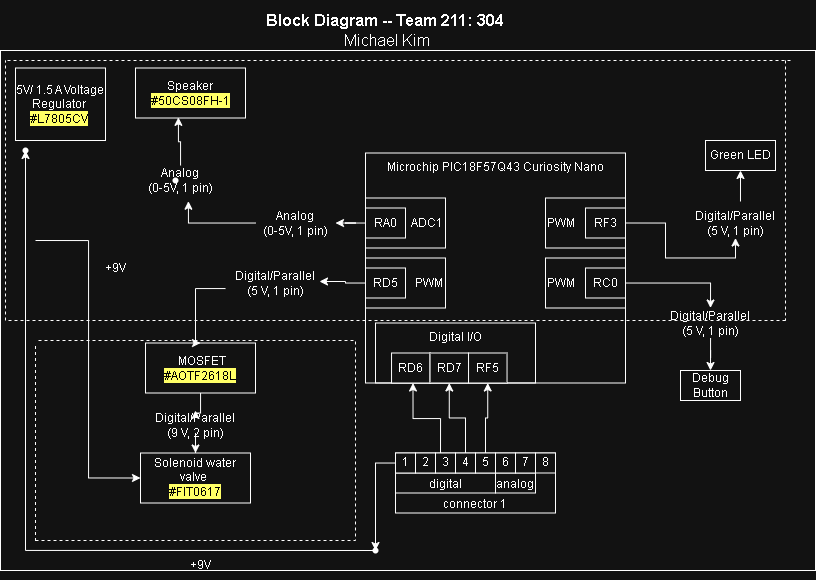 Block Diagram -- Team 211: 304
Michael Kim
5V/ 1.5 A Voltage
Regulator
#L7805CV
Speaker
#50CS08FH-1
Analog
(0-5V, 1 pin)
Analog
(0-5V, 1 pin)
Microchip PIC18F57Q43 Curiosity Nano
RA0
ADC1
PWM
RF3
RD5
PWM
PWM
RC0
Green LED
Digital/Parallel
(5 V, 1 pin)
+9V
Digital/Parallel
(5 V, 1 pin)
Digital/Parallel
(5 V, 1 pin)
Digital I/O
RD6
RD7
RF5
MOSFET
#AOTF2618L
Debug
Button
Digital/Parallel
(9 V, 2 pin)
Solenoid water
valve
#FIT0617
1 2 3 4 5 6 7 8
digital
analog
connector 1
+9V